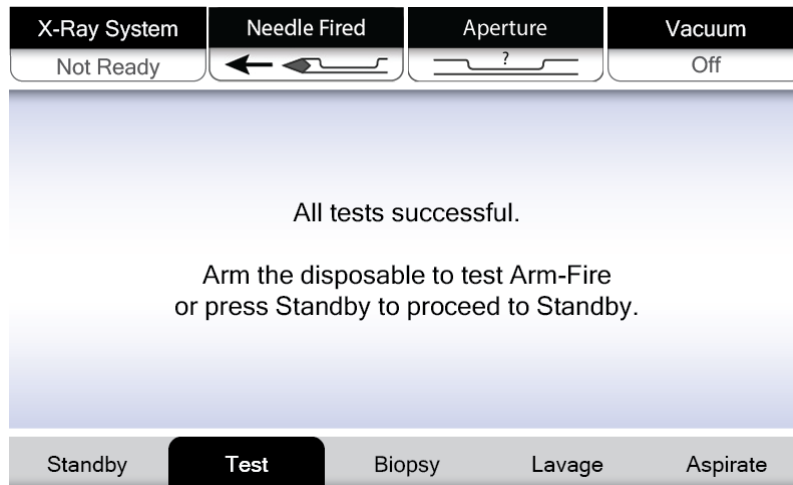 X-Ray System
Needle Fired
Aperture
Vacuum
Not Ready
?
Off
All tests successful.
Arm the disposable to test Arm-Fire
or press Standby to proceed to Standby.
Standby
Test
Biopsy
Lavage
Aspirate